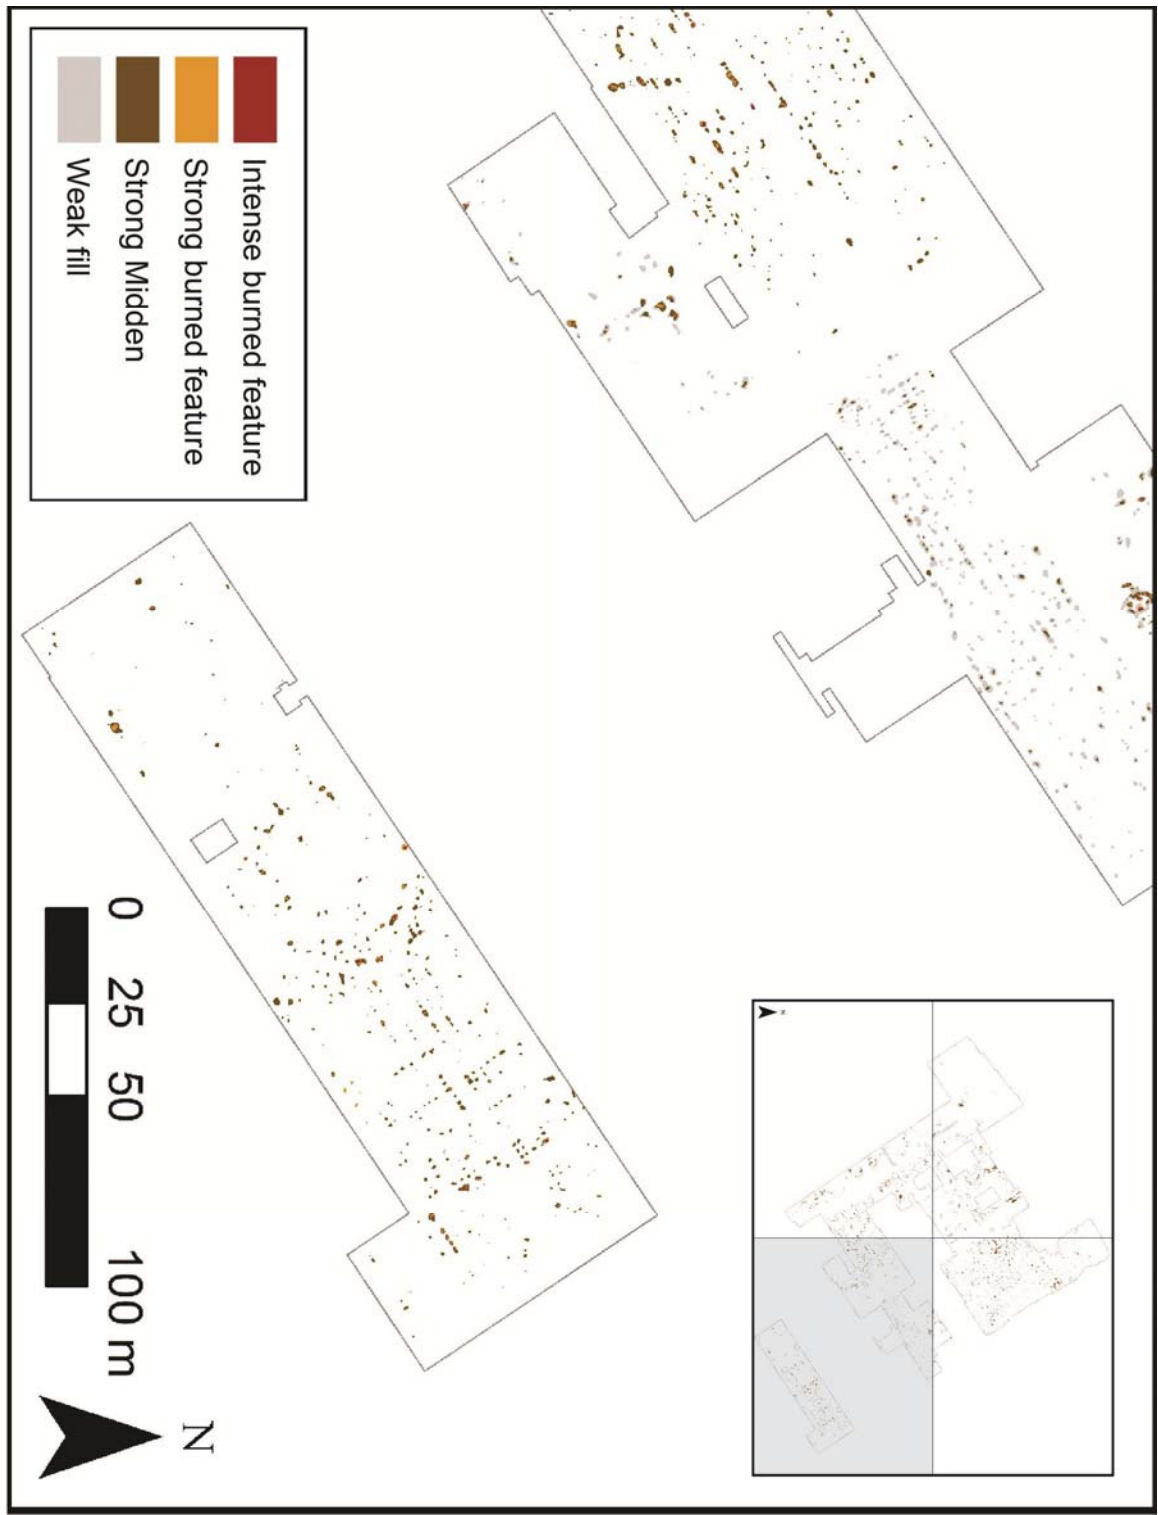 Intense burned feature
Strong burned feature
Strong Midden
Weak fill
0 25 50 100 m
N